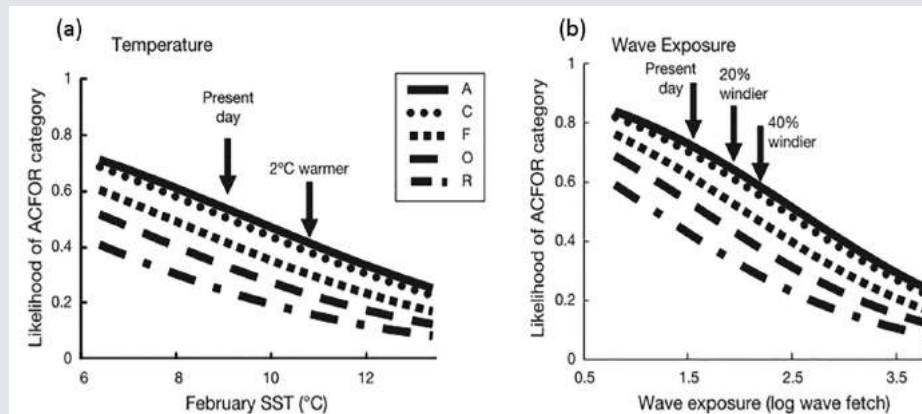 (a)
Temperature
Likelihood of ACFOR category
1
0.8
0.6
0.4
0.2
0
Present
day
2°C warmer
A
C
F
O
R
6
8
10
12
February SST (°C)
(b)
Wave Exposure
Likelihood of ACFOR category
1
0.8
0.6
0.4
0.2
0
Present
day
20%
windier
40%
windier
0.5
1.5
2.5
3.5
Wave exposure (log wave fetch)